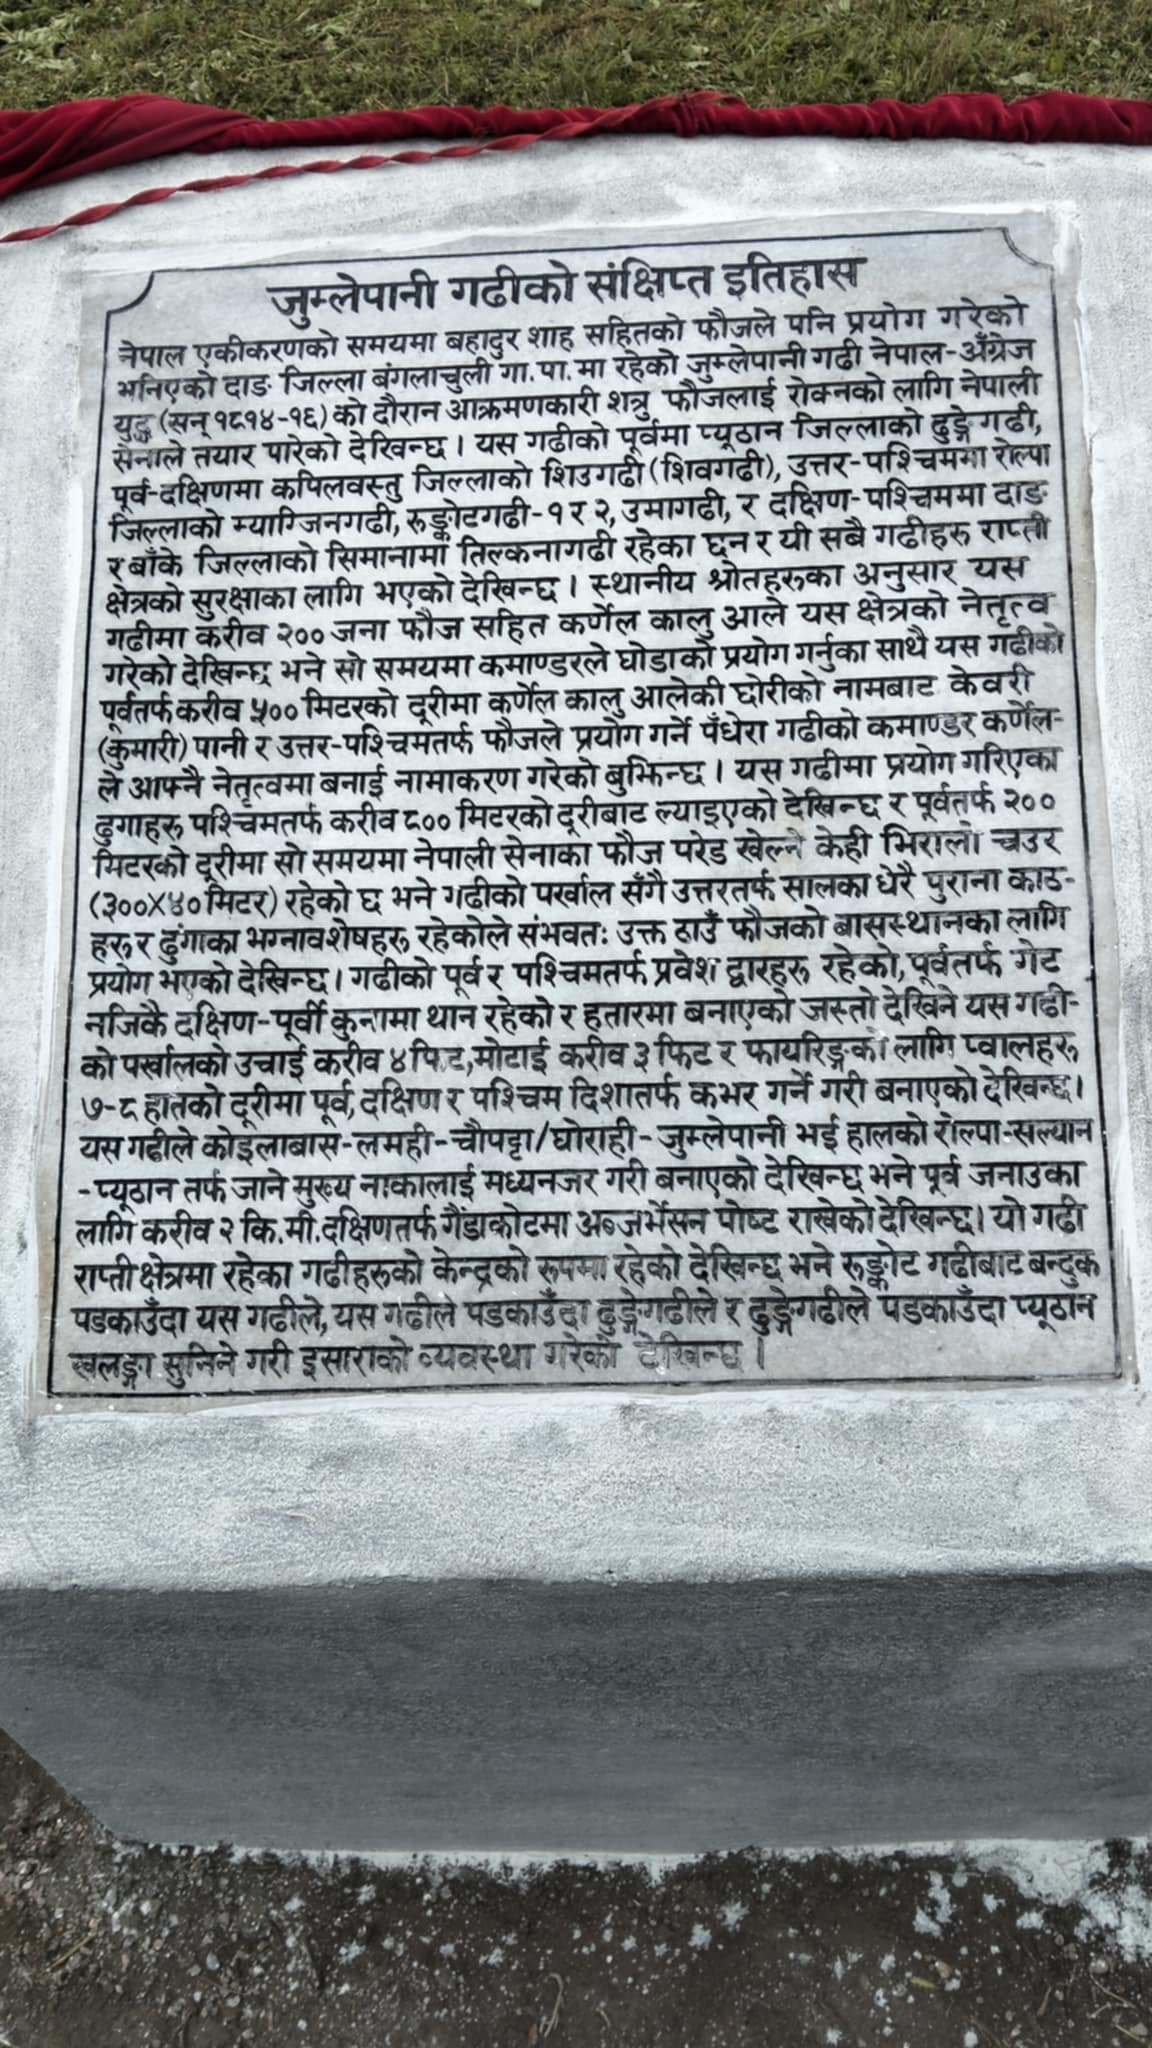 जुम्लेपानी गढीको संक्षिप्त इतिहास
नेपाल एकीकरणको समयमा बहादुर शाह सहितको फौजले पनि प्रयोग गरेको
भनिएको दाङ जिल्ला बंगलाचुली गा.पा.मा रहेको जुम्लेपानी गढी नेपाल-अँग्रेज
युद्ध (सन् १८१४-१६) को दौरान आक्रमणकारी शत्रु फौजलाई रोक्नको लागि नेपाली
सेनाले तयार पारेको देखिन्छ । यस गढीको पूर्वमा प्यूठान जिल्लाको ढुङ्गेगढी,
पूर्व-दक्षिणमा कपिलवस्तु जिल्लाको शिउगढी (शिवगढी), उत्तर-पश्चिममा रोल्पा
जिल्लाको म्याग्जिनगढी, रुङ्कोटगढी-१ र २, उमागढी, र दक्षिण-पश्चिममा दाङ
र बाँके जिल्लाको सिमानामा तिल्कनागढी रहेका छन र यी सबै गढीहरु राप्ती
क्षेत्रको सुरक्षाका लागि भएको देखिन्छ । स्थानीय श्रोतहरुका अनुसार यस
गढीमा करीव २०० जना फौज सहित कर्णेल कालु आले यस क्षेत्रको नेतृत्व
गरेको देखिन्छ भने सो समयमा कमाण्डरले घोडाको प्रयोग गर्नुका साथै यस गढीको
पूर्वतर्फ करीव ५०० मिटरको दूरीमा कर्णेल कालु आलेकी छोरीको नामबाट केवरी
(कुमारी) पानी र उत्तर-पश्चिमतर्फ फौजले प्रयोग गर्ने पँधेरा गढीको कमाण्डर कर्णेल-
ले आफ्नै नेतृत्वमा बनाई नामाकरण गरेको बुझिन्छ । यस गढीमा प्रयोग गरिएका
ढुगाहरु पश्चिमतर्फ करीव ८०० मिटरको दूरीबाट ल्याइएको देखिन्छ र पूर्वतर्फ २००
मिटरको दूरीमा सो समयमा नेपाली सेनाका फौज परेड खेल्ने केही भिरालो चउर
(३००X४० मिटर) रहेको छ भने गढीको पर्खाल सँगै उत्तरतर्फ सालका धेरै पुराना काठ-
हरु र ढुंगाका भग्नावशेषहरु रहेकोले संभवतः उक्त ठाउँ फौजको बासस्थानका लागि
प्रयोग भएको देखिन्छ । गढीको पूर्व र पश्चिमतर्फ प्रवेश द्वारहरु रहेको, पूर्वतर्फ गेट
नजिकै दक्षिण-पूर्वी कुनामा थान रहेको र हतारमा बनाएको जस्तो देखिने यस गढी-
को पर्खालको उचाई करीव ४ फिट, मोटाई करीव ३ फिट र फायरिङ्गको लागि प्वालहरु
७-८ हातको दूरीमा पूर्व, दक्षिण र पश्चिम दिशातर्फ कभर गर्ने गरी बनाएको देखिन्छ ।
यस गढीले कोइलाबास-लमही-चौपट्टा/घोराही-जुम्लेपानी भई हालको रोल्पा-सल्यान
-प्यूठान तर्फ जाने मुख्य नाकालाई मध्यनजर गरी बनाएको देखिन्छ भने पूर्व जनाउका
लागि करीव २ कि.मी. दक्षिणतर्फ गैंडाकोटमा अब्जर्भेसन पोष्ट राखेको देखिन्छ । यो गढी
राप्ती क्षेत्रमा रहेका गढीहरुको केन्द्रको रुपमा रहेको देखिन्छ भने रुङ्कोट गढीबाट बन्दुक
पडकाउँदा यस गढीले, यस गढीले पडकाउँदा ढुङ्गेगढीले र ढुङ्गेगढीले पडकाउँदा प्यूठान
खलङ्गा सुनिने गरी इसाराको व्यवस्था गरेको देखिन्छ ।